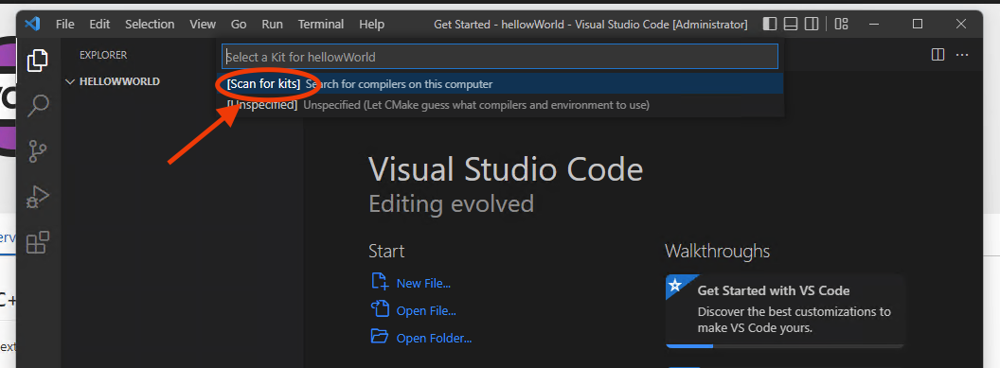 File Edit Selection View Go Run Terminal Help Get Started - hellowWorld - Visual Studio Code [Administrator]
EXPLORER
Select a Kit for hellowWorld
HELLOWWORLD
[Scan for kits] Search for compilers on this computer
[Unspecified] Unspecified (Let CMake guess what compilers and environment to use)
Visual Studio Code
Editing evolved
Start
New File...
Open File...
Open Folder...
Walkthroughs
Get Started with VS Code
Discover the best customizations to
make VS Code yours.